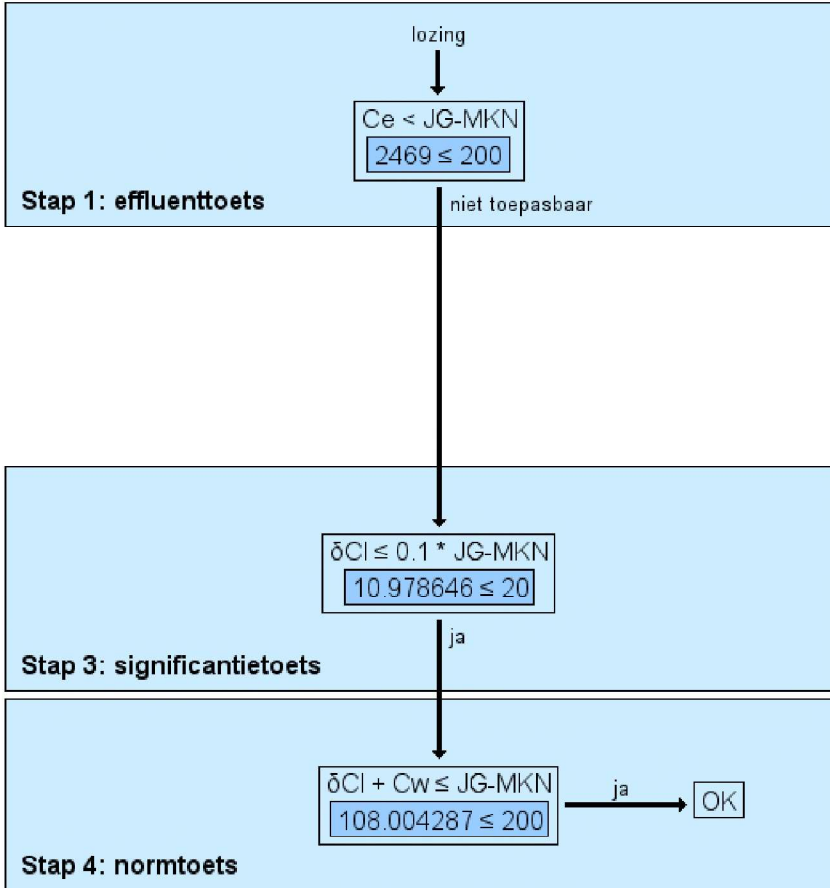 lozing
Ce < JG-MKN
2469 ≤ 200
Stap 1: effluenttoets
niet toepasbaar
δCl ≤ 0.1 * JG-MKN
10.978646 ≤ 20
ja
Stap 3: significantietoets
δCl + Cw ≤ JG-MKN
108.004287 ≤ 200
ja
OK
Stap 4: normtoets